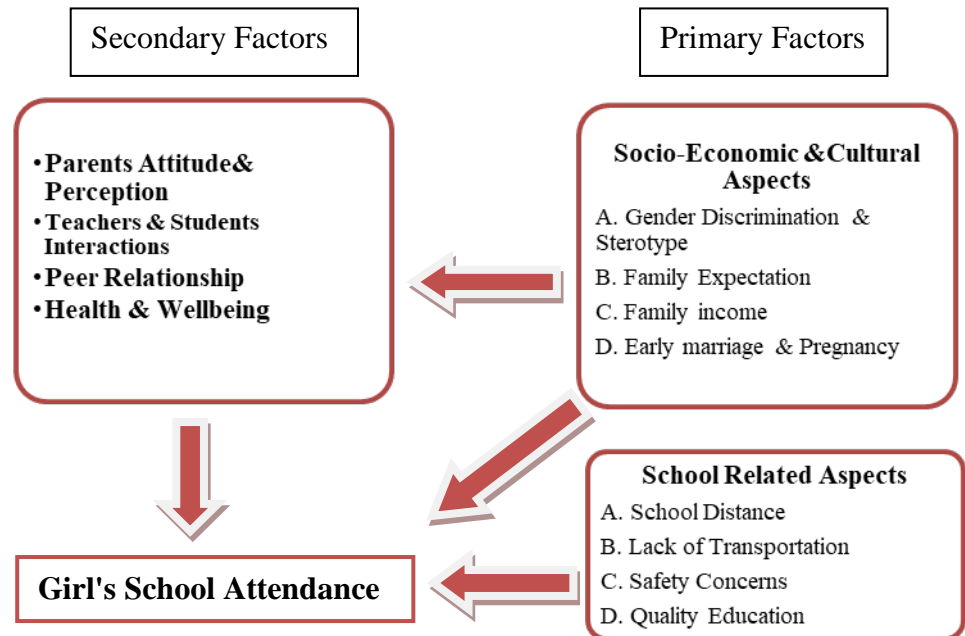 Secondary Factors
•Parents Attitude&
Perception
•Teachers & Students
Interactions
•Peer Relationship
•Health & Wellbeing
Primary Factors
Socio-Economic &Cultural
Aspects
A. Gender Discrimination &
Sterotype
B. Family Expectation
C. Family income
D. Early marriage & Pregnancy
School Related Aspects
A. School Distance
B. Lack of Transportation
C. Safety Concerns
D. Quality Education
Girl's School Attendance